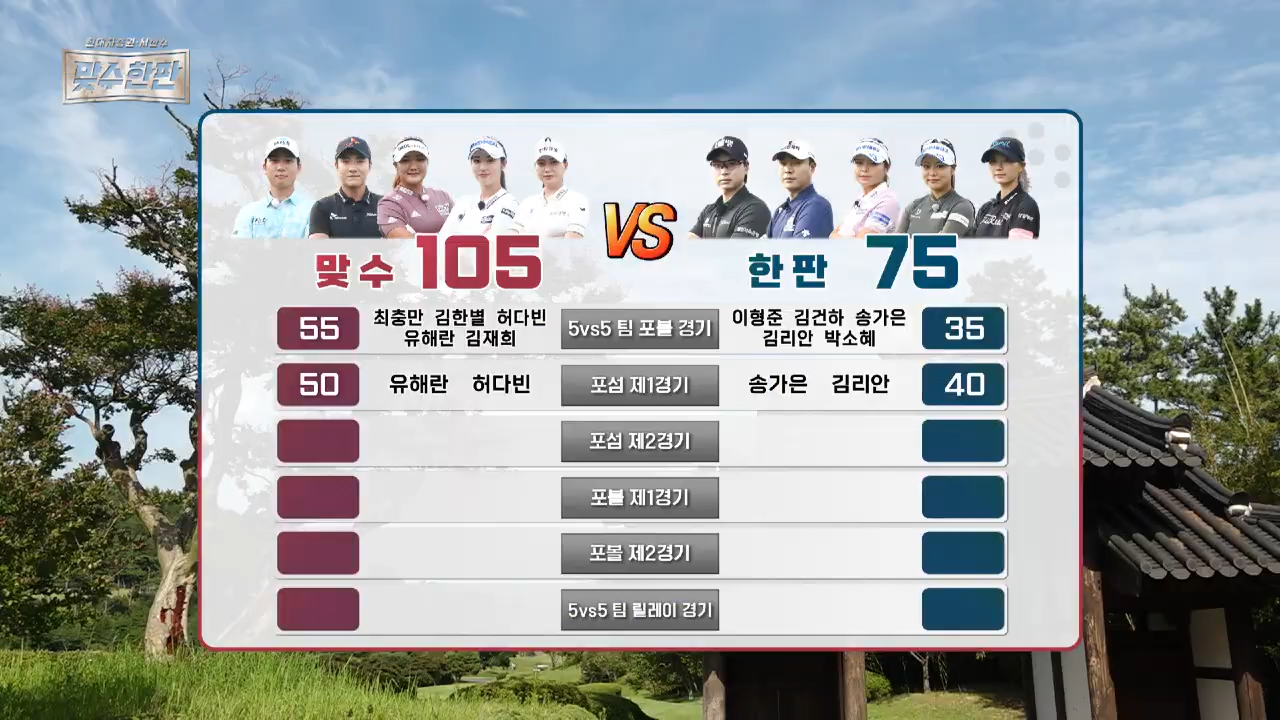 맞수한판
VS
맞수 105
한판 75
55
최충만 김한별 허다빈
유해란 김재희
5vs5 팀 포볼 경기
이형준 김건하 송가은
김리안 박소혜
35
50
유해란 허다빈
포섬 제1경기
송가은 김리안
40
포섬 제2경기
포볼 제1경기
포볼 제2경기
5vs5 팀 릴레이 경기